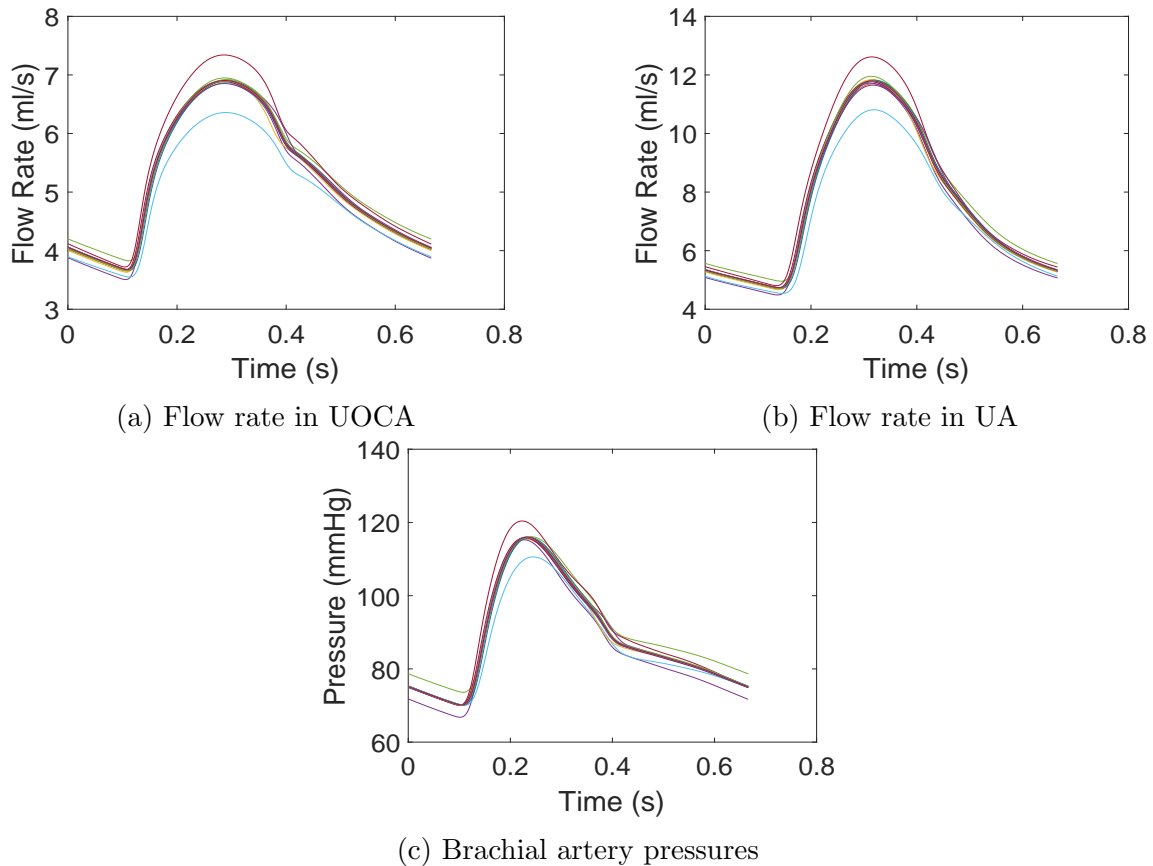 8
7
6
5
4
3
Flow Rate (ml/s)
0 0.2 0.4 0.6 0.8
Time (s)
(a) Flow rate in UOCA
14
12
10
8
6
4
Flow Rate (ml/s)
0 0.2 0.4 0.6 0.8
Time (s)
(b) Flow rate in UA
140
120
100
80
60
Pressure (mmHg)
0 0.2 0.4 0.6 0.8
Time (s)
(c) Brachial artery pressures